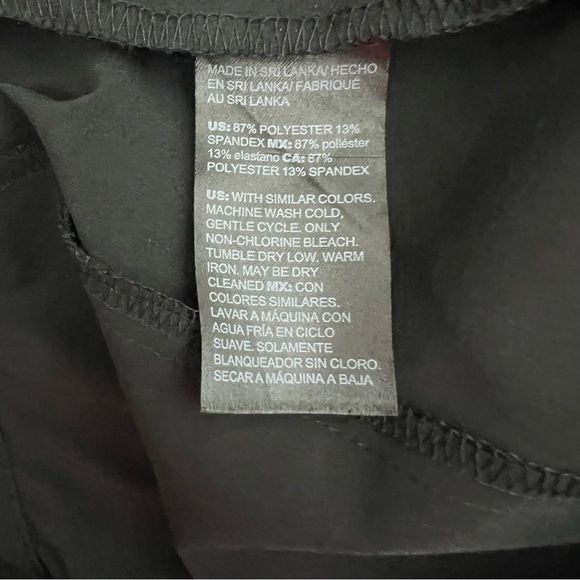 MADE IN SRI LANKA/ HECHO
EN SRI LANKA/ FABRIQUÉ
AU SRI LANKA
US: 87% POLYESTER 13%
SPANDEX MX: 87% poliéster
13% elastano CA: 87%
POLYESTER 13% SPANDEX
US: WITH SIMILAR COLORS.
MACHINE WASH COLD,
GENTLE CYCLE. ONLY
NON-CHLORINE BLEACH.
TUMBLE DRY LOW. WARM
IRON. MAY BE DRY
CLEANED MX: CON
COLORES SIMILARES.
LAVAR A MÁQUINA CON
AGUA FRÍA EN CICLO
SUAVE. SOLAMENTE
BLANQUEADOR SIN CLORO.
SECAR A MÁQUINA A BAJA